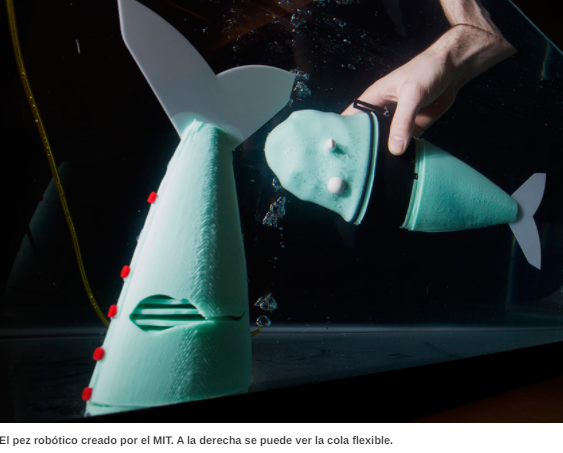 El pez robótico creado por el MIT. A la derecha se puede ver la cola flexible.